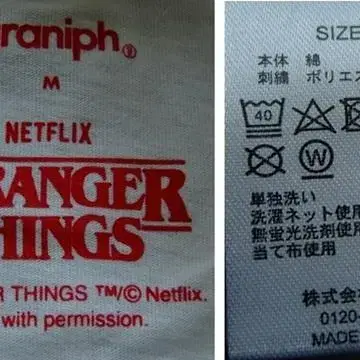 raniph®
M
NETFLIX
RANGER
HINGS
R THINGS ™/© Netflix.
with permission.
SIZE
本体 綿
刺繍 ポリエス
40
W
単独洗い
洗濯ネット使用
無蛍光洗剤使用
当て布使用
株式会
0120-
MADE